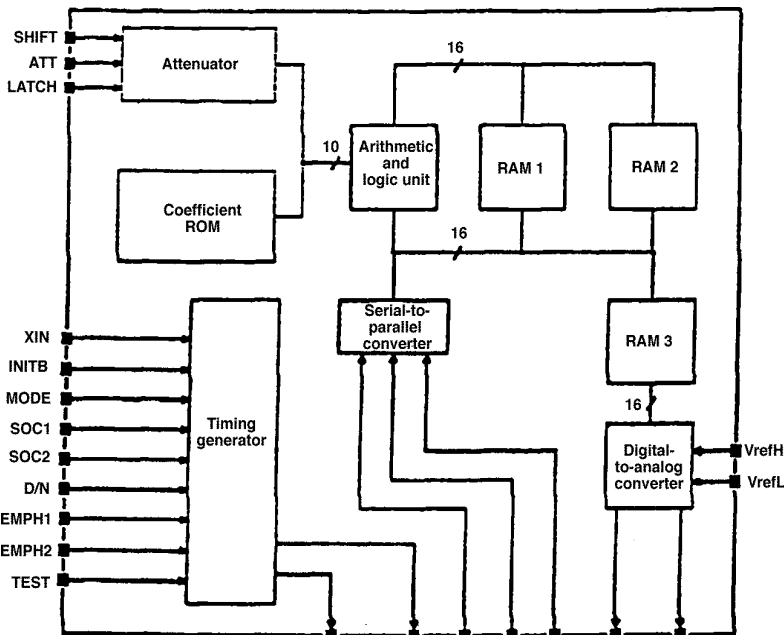 SHIFT
ATT
LATCH
Attenuator
16
10
Arithmetic
and
logic unit
RAM 1
RAM 2
Coefficient
ROM
16
Serial-to-
parallel
converter
RAM 3
XIN
INITB
MODE
SOC1
SOC2
D/N
EMPH1
EMPH2
TEST
Timing
generator
16
Digital-
to-analog
converter
VrefH
VrefL